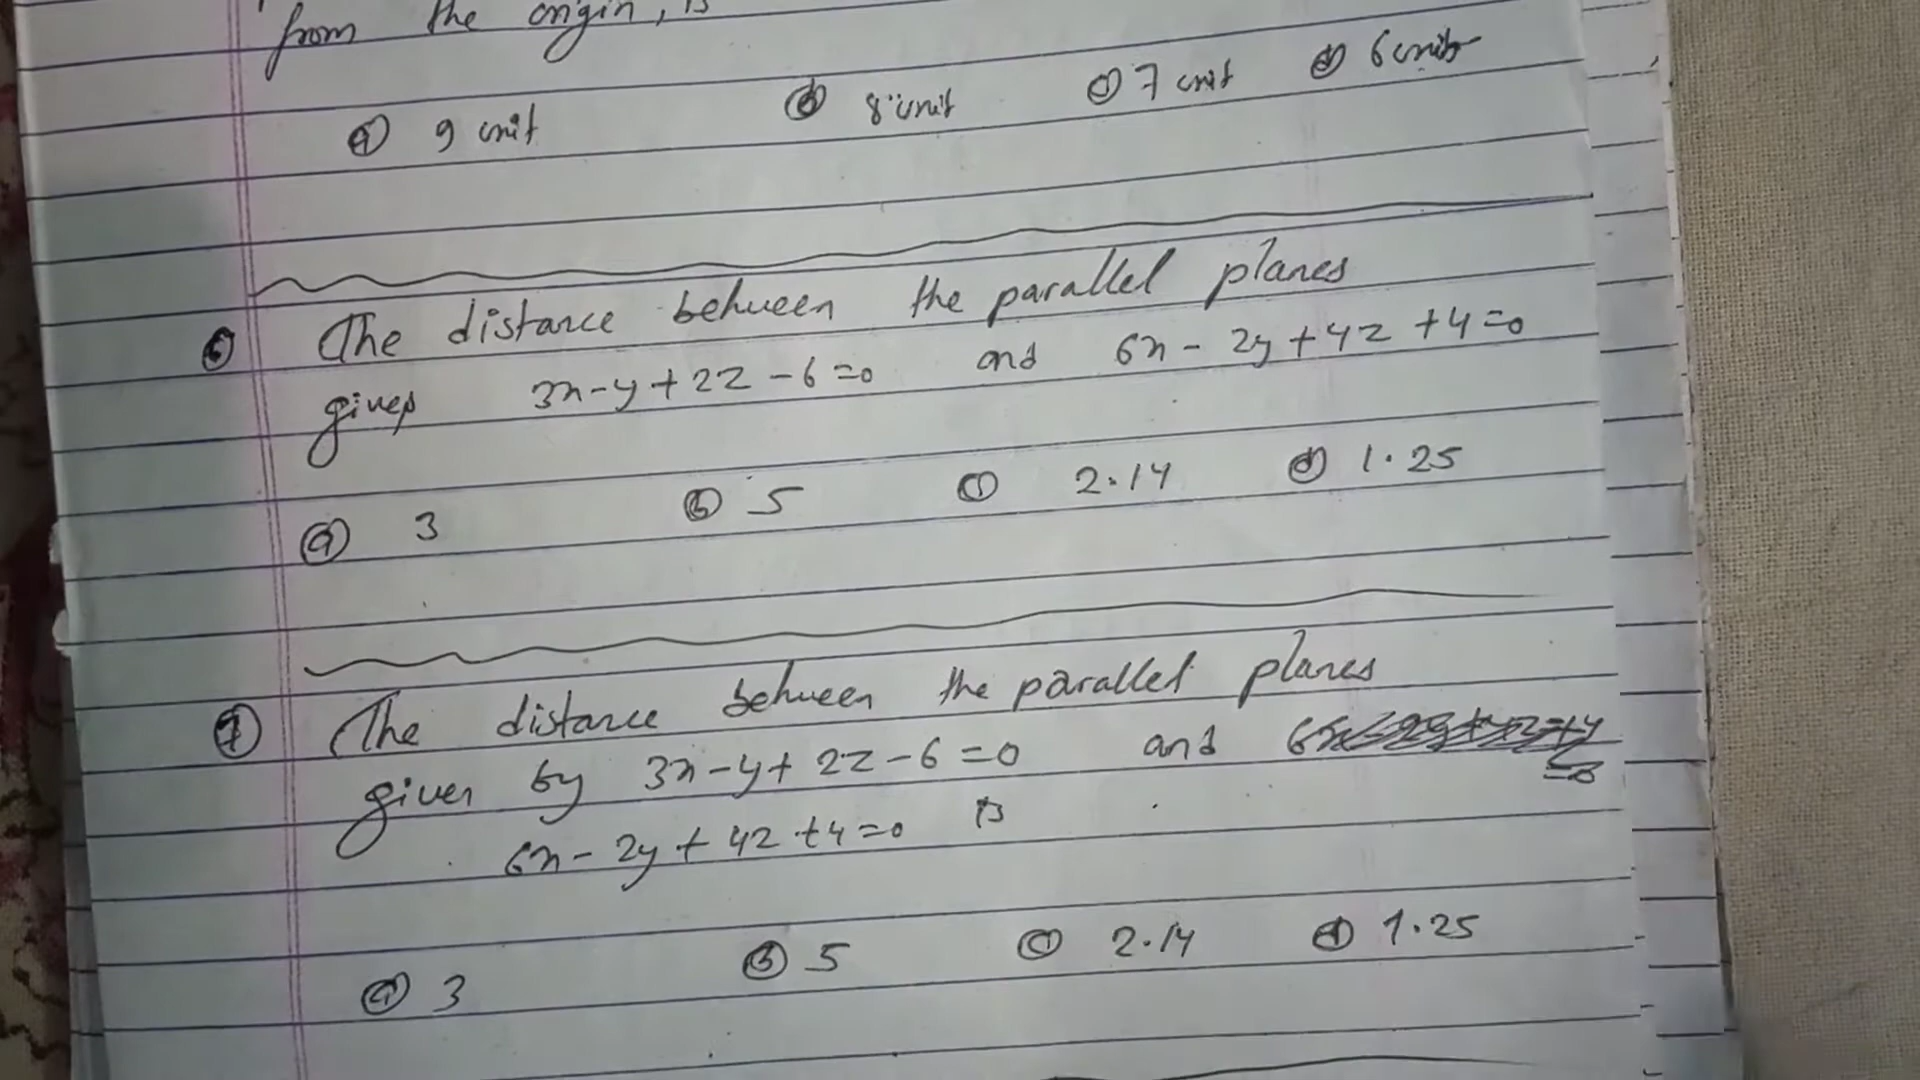 from the origin, is
(a) 9 unit (b) 8 unit (c) 7 unit (d) 6 unit
(6) The distance between the parallel planes
given 3x-y+2z-6=0 and 6x-2y+4z+4=0
(a) 3 (b) 5 (c) 2.14 (d) 1.25
(7) The distance between the parallel planes
given by 3x-y+2z-6=0 and
6x-2y+4z+4=0 is
(a) 3 (b) 5 (c) 2.14 (d) 1.25